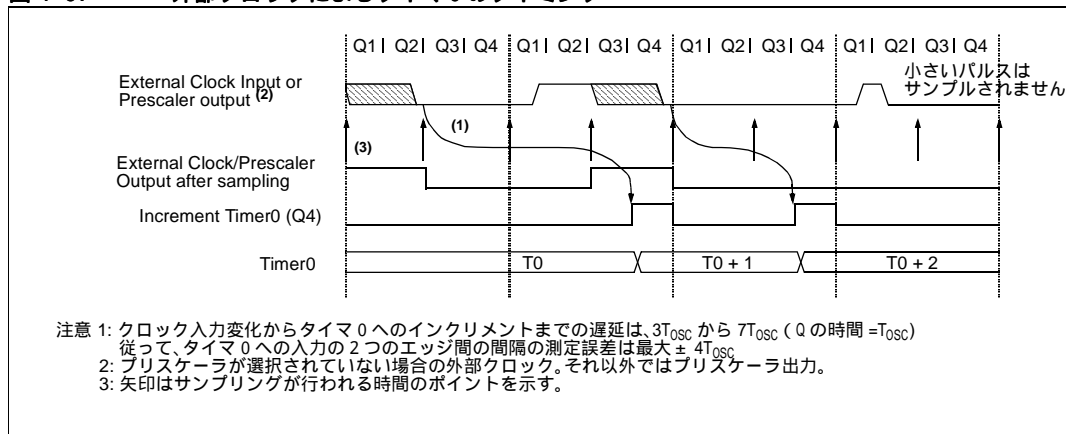 Q1 Q2 Q3 Q4 Q1 Q2 Q3 Q4 Q1 Q2 Q3 Q4 Q1 Q2 Q3 Q4
External Clock Input or
Prescaler output (2)
小さいパルスは
サンプルされません
(1)
(3)
External Clock/Prescaler
Output after sampling
Increment Timer0 (Q4)
Timer0
T0
T0 + 1
T0 + 2
注意 1: クロック入力変化からタイマ 0 へのインクリメントまでの遅延は、3TOSC から 7TOSC ( Q の時間 =TOSC)
従って、タイマ 0 への入力の 2 つのエッジ間の間隔の測定誤差は最大 ± 4TOSC
2: プリスケーラが選択されていない場合の外部クロック。それ以外ではプリスケーラ出力。
3: 矢印はサンプリングが行われる時間のポイントを示す。